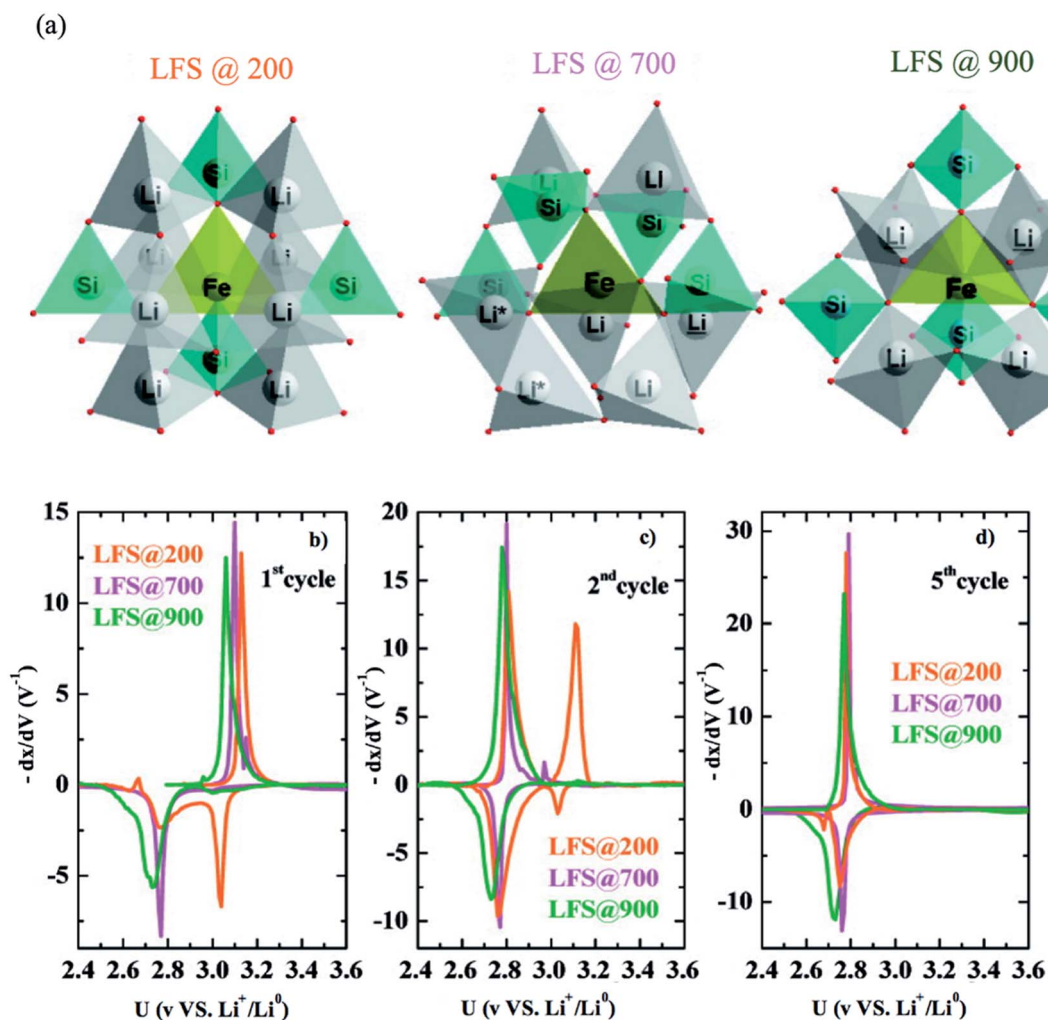 (a)
LFS @ 200 LFS @ 700 LFS @ 900
Si
Li Li
Li Li
Si Fe Si
Li Li
Si
Li Li
Li Li
Si Si
Si Fe Si
Li* Li Li
Li* Li
Si
Li Li
Si Fe
Si
Li Li
15
10
5
0
-5
- dx/dV (V⁻¹)
b)
LFS@200
LFS@700
LFS@900
1st cycle
2.4 2.6 2.8 3.0 3.2 3.4 3.6
U (v VS. Li⁺/Li⁰)
20
15
10
5
0
-5
-10
- dx/dV (V⁻¹)
c)
2nd cycle
LFS@200
LFS@700
LFS@900
2.4 2.6 2.8 3.0 3.2 3.4 3.6
U (v VS. Li⁺/Li⁰)
30
20
10
0
-10
- dx/dV (V⁻¹)
d)
5th cycle
LFS@200
LFS@700
LFS@900
2.4 2.6 2.8 3.0 3.2 3.4 3.6
U (v VS. Li⁺/Li⁰)